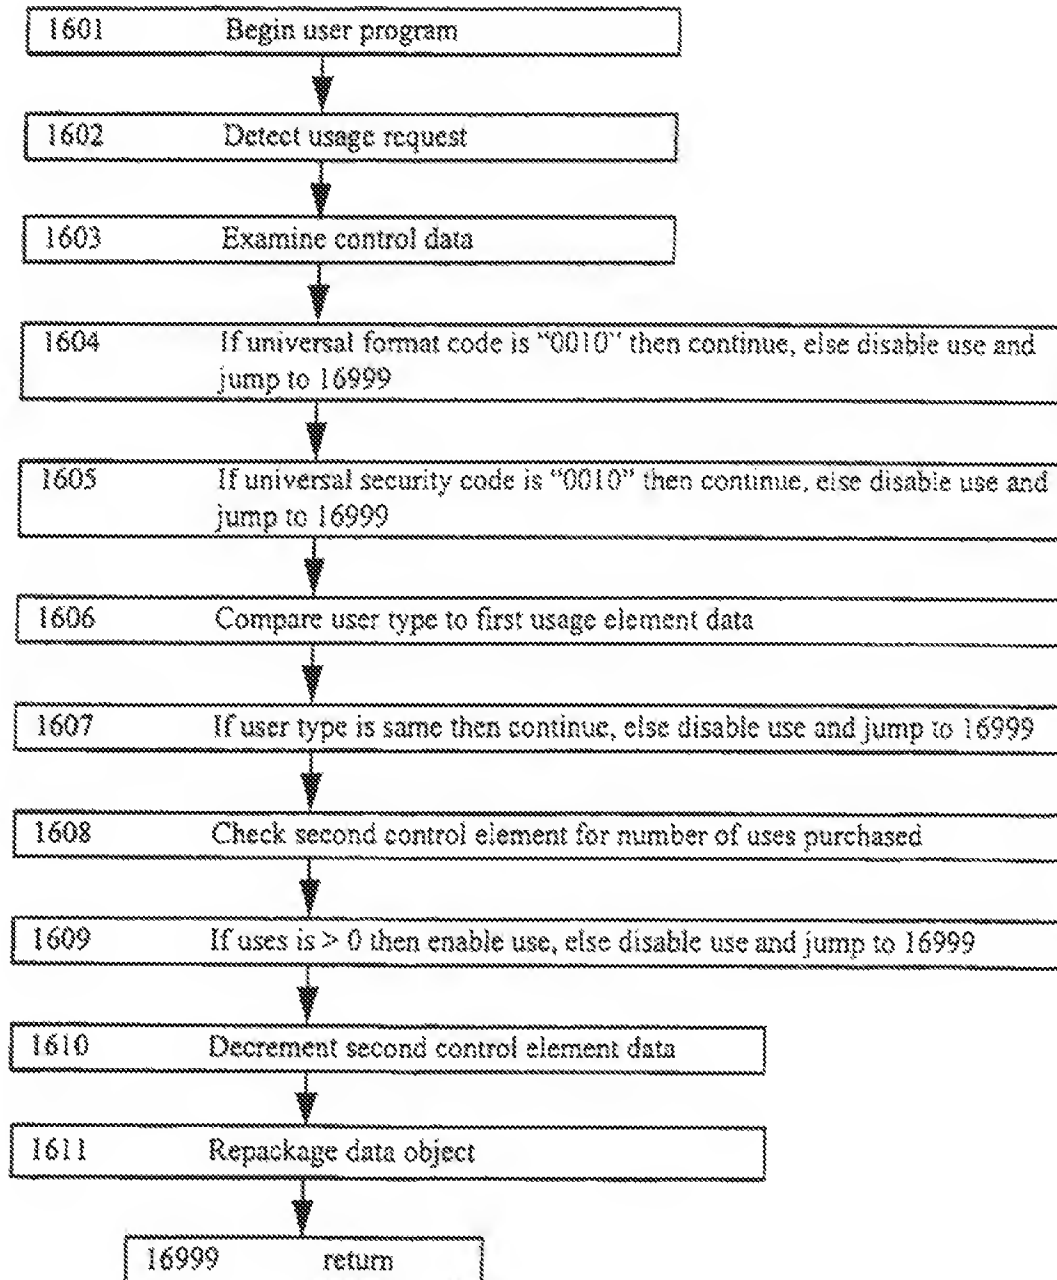 1601 Begin user program
1602 Detect usage request
1603 Examine control data
1604 If universal format code is "0010" then continue, else disable use and
jump to 16999
1605 If universal security code is "0010" then continue, else disable use and
jump to 16999
1606 Compare user type to first usage element data
1607 If user type is same then continue, else disable use and jump to 16999
1608 Check second control element for number of uses purchased
1609 If uses is > 0 then enable use, else disable use and jump to 16999
1610 Decrement second control element data
1611 Repackage data object
16999 return